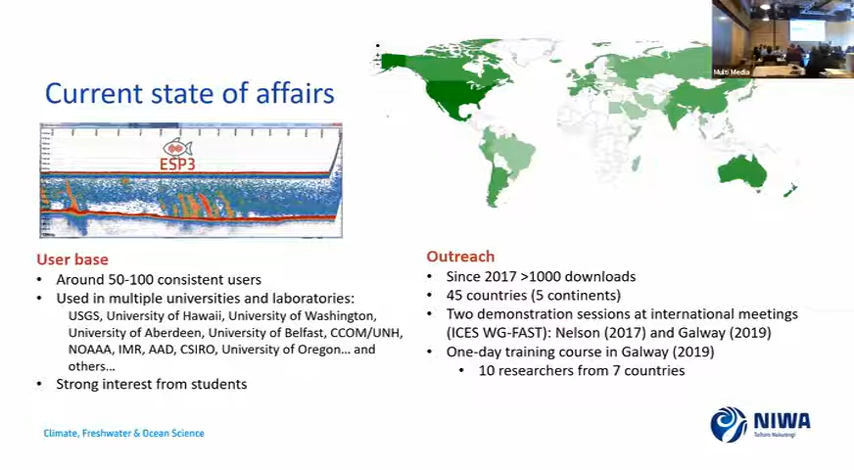 Multi Media
Current state of affairs
ESP3
User base
• Around 50-100 consistent users
• Used in multiple universities and laboratories:
USGS, University of Hawaii, University of Washington,
University of Aberdeen, University of Belfast, CCOM/UNH,
NOAAA, IMR, AAD, CSIRO, University of Oregon... and
others...
• Strong interest from students
Outreach
• Since 2017 >1000 downloads
• 45 countries (5 continents)
• Two demonstration sessions at international meetings
(ICES WG-FAST): Nelson (2017) and Galway (2019)
• One-day training course in Galway (2019)
• 10 researchers from 7 countries
Climate, Freshwater & Ocean Science
NIWA
Taihoro Nukurangi